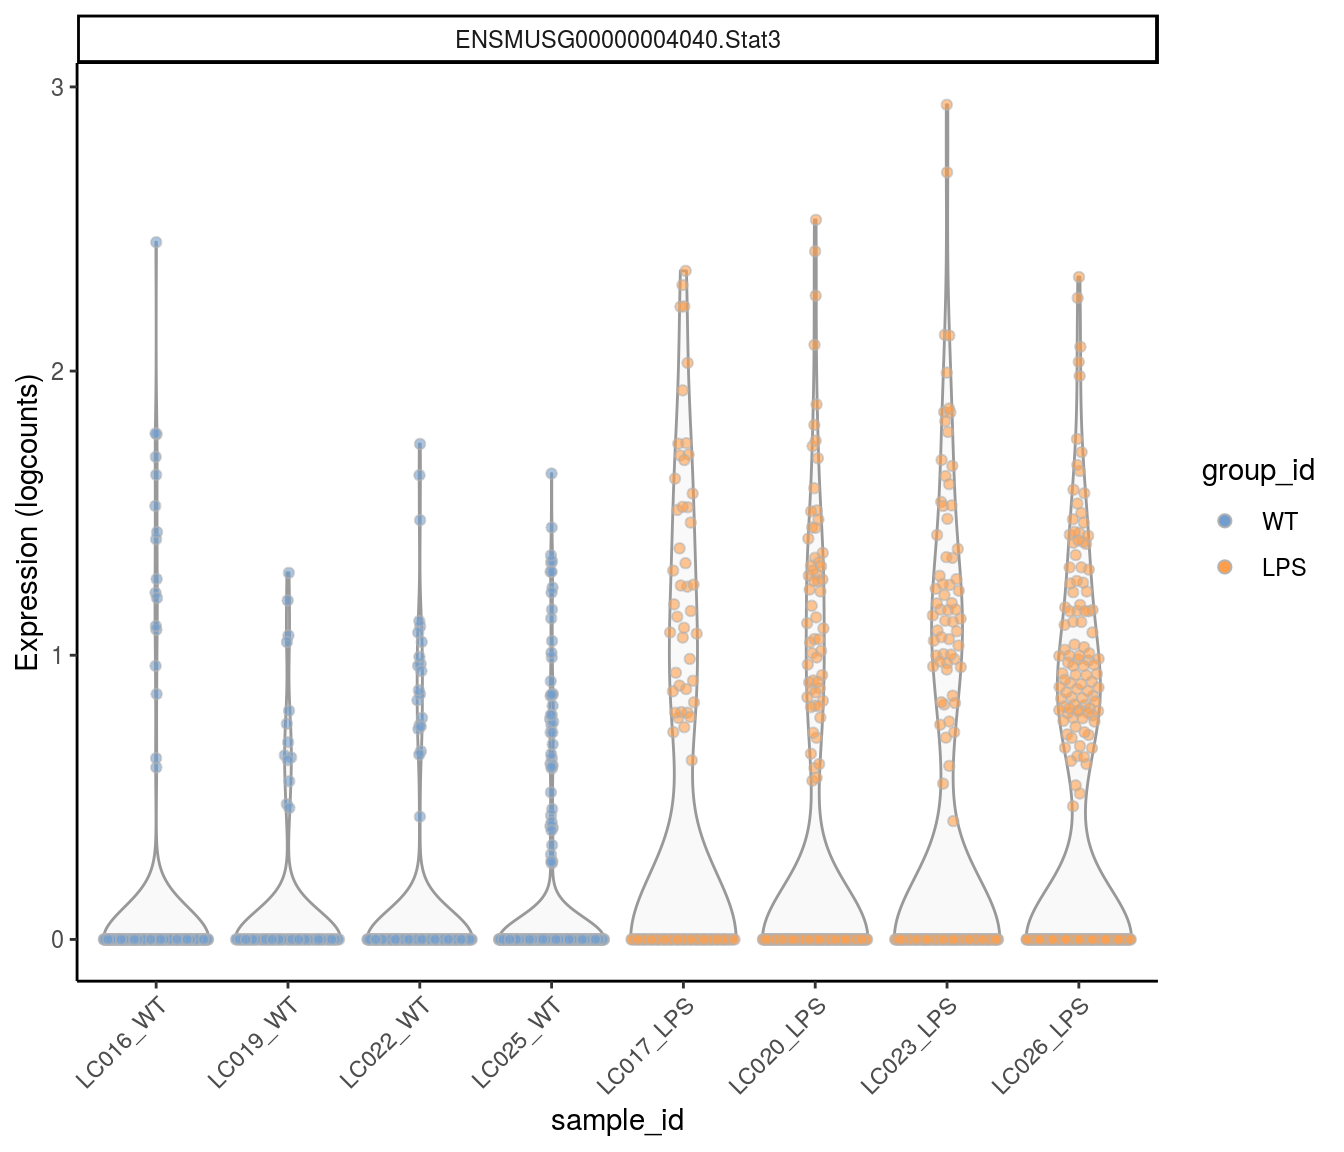 ENSMUSG00000004040.Stat3
Expression (logcounts)
3
2
1
0
LC016_WT
LC019_WT
LC022_WT
LC025_WT
LC017_LPS
LC020_LPS
LC023_LPS
LC026_LPS
sample_id
group_id
WT
LPS